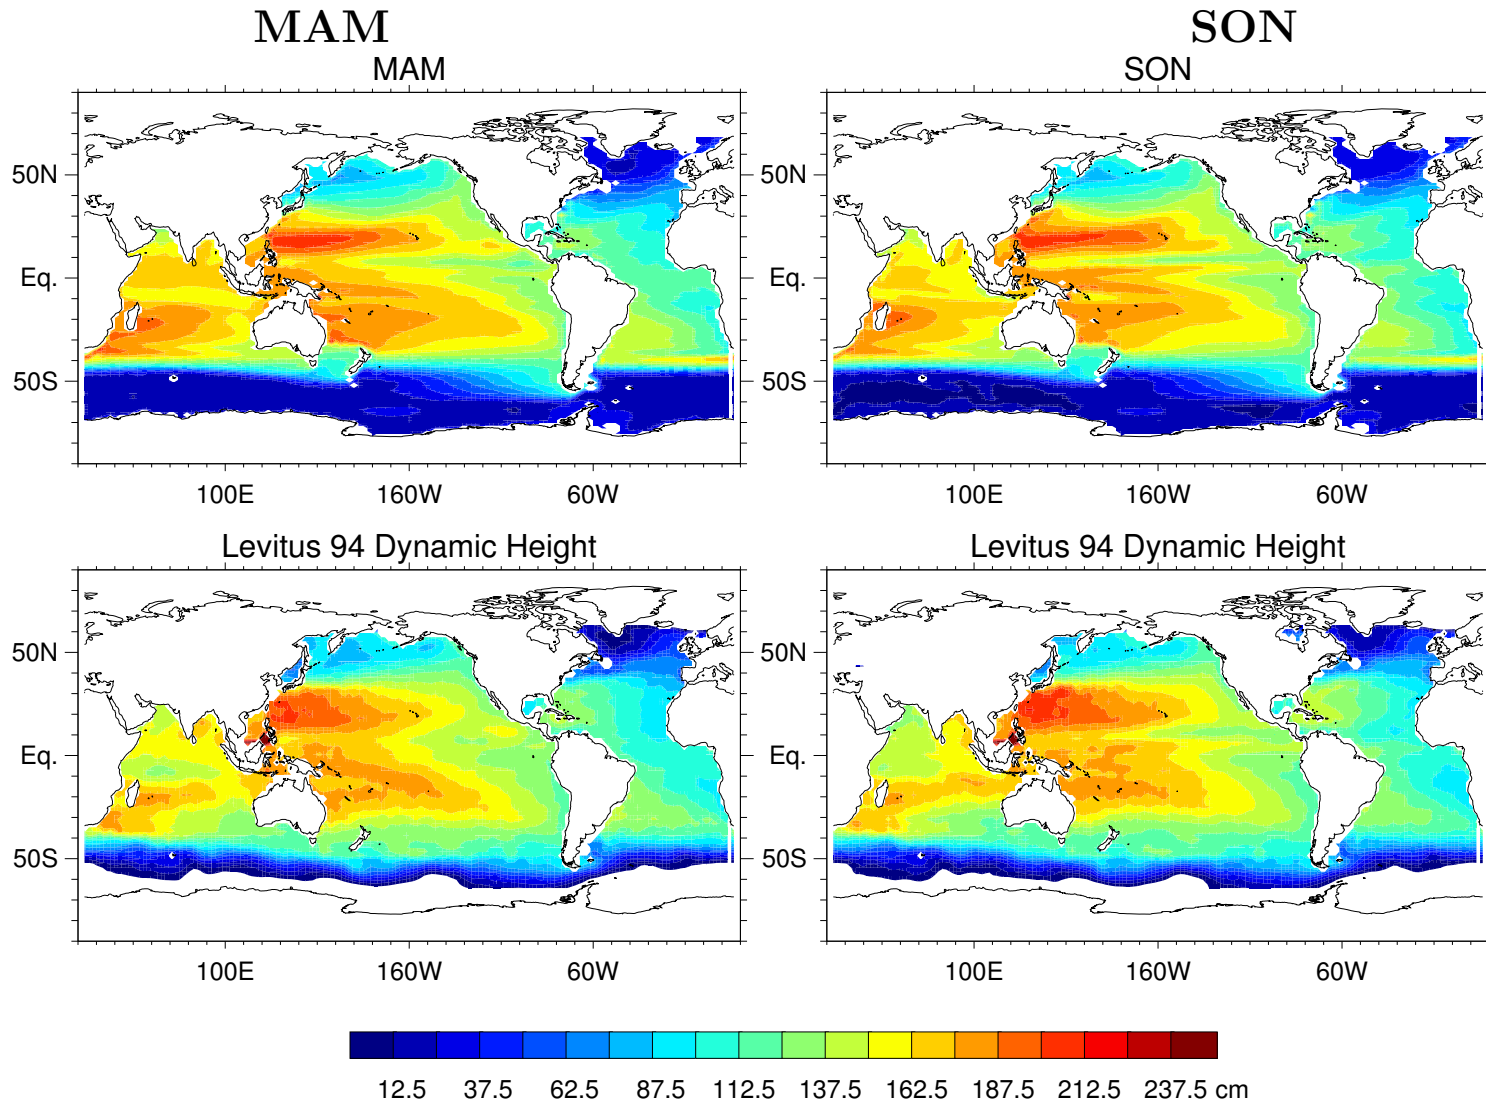 MAM SON
MAM SON
50N 50N
Eq. Eq.
50S 50S
100E 160W 60W 100E 160W 60W
Levitus 94 Dynamic Height Levitus 94 Dynamic Height
50N 50N
Eq. Eq.
50S 50S
100E 160W 60W 100E 160W 60W
12.5 37.5 62.5 87.5 112.5 137.5 162.5 187.5 212.5 237.5 cm